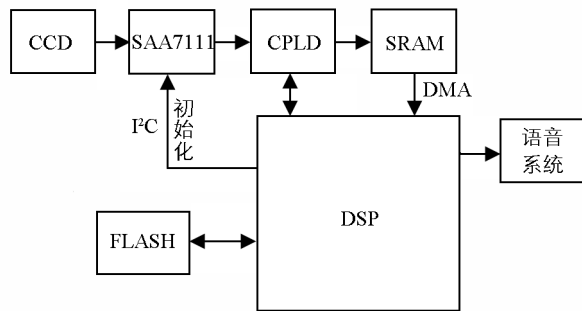 CCD
SAA7111
CPLD
SRAM
I²C
初始化
DMA
语音
系统
FLASH
DSP